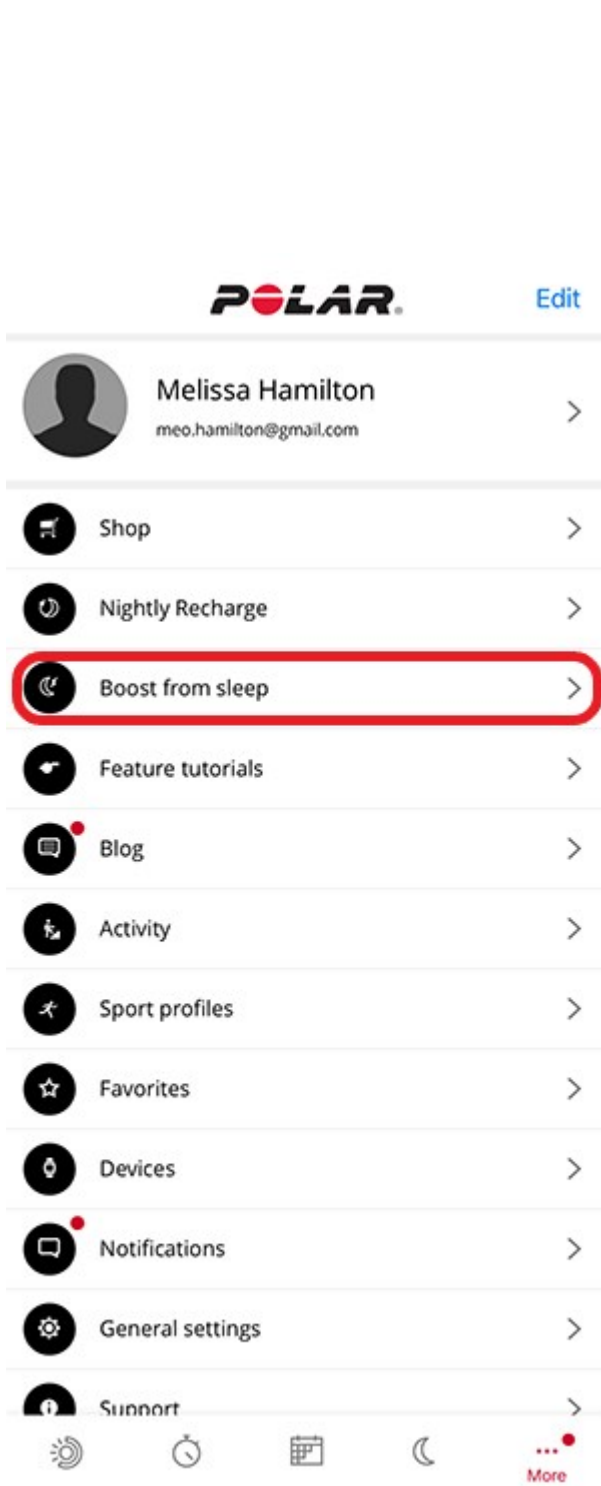 POLAR.
Edit
Melissa Hamilton
meo.hamilton@gmail.com
Shop
Nightly Recharge
Boost from sleep
Feature tutorials
Blog
Activity
Sport profiles
Favorites
Devices
Notifications
General settings
Support
More